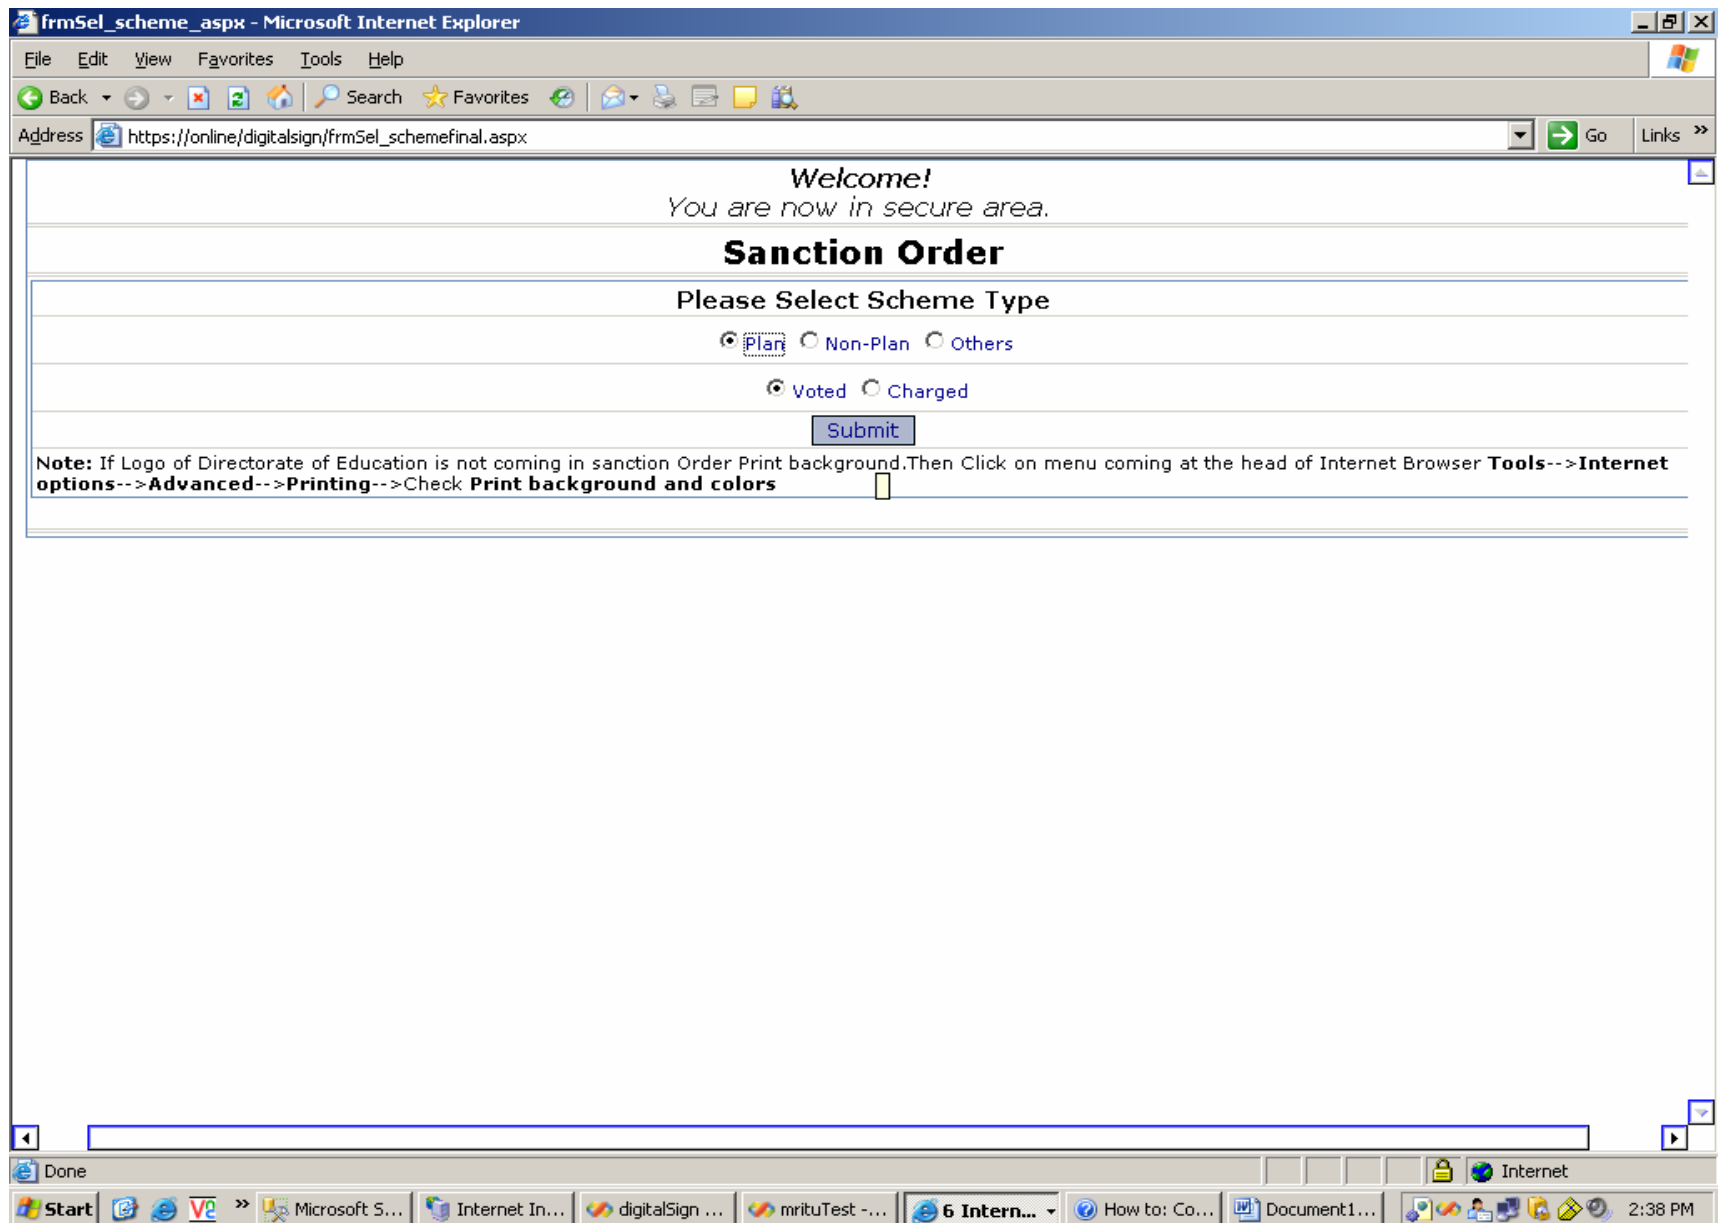 frmSel_scheme_aspx - Microsoft Internet Explorer
File Edit View Favorites Tools Help
Back Search Favorites
Address https://online/digitalsign/frmSel_schemefinal.aspx Go Links »
Welcome!
You are now in secure area.
Sanction Order
Please Select Scheme Type
Plan Non-Plan Others
Voted Charged
Submit
Note: If Logo of Directorate of Education is not coming in sanction Order Print background.Then Click on menu coming at the head of Internet Browser Tools-->Internet
options-->Advanced-->Printing-->Check Print background and colors
Done Internet
Start » Microsoft S... Internet In... digitalSign ... mrituTest -... 6 Intern... How to: Co... Document1... 2:38 PM